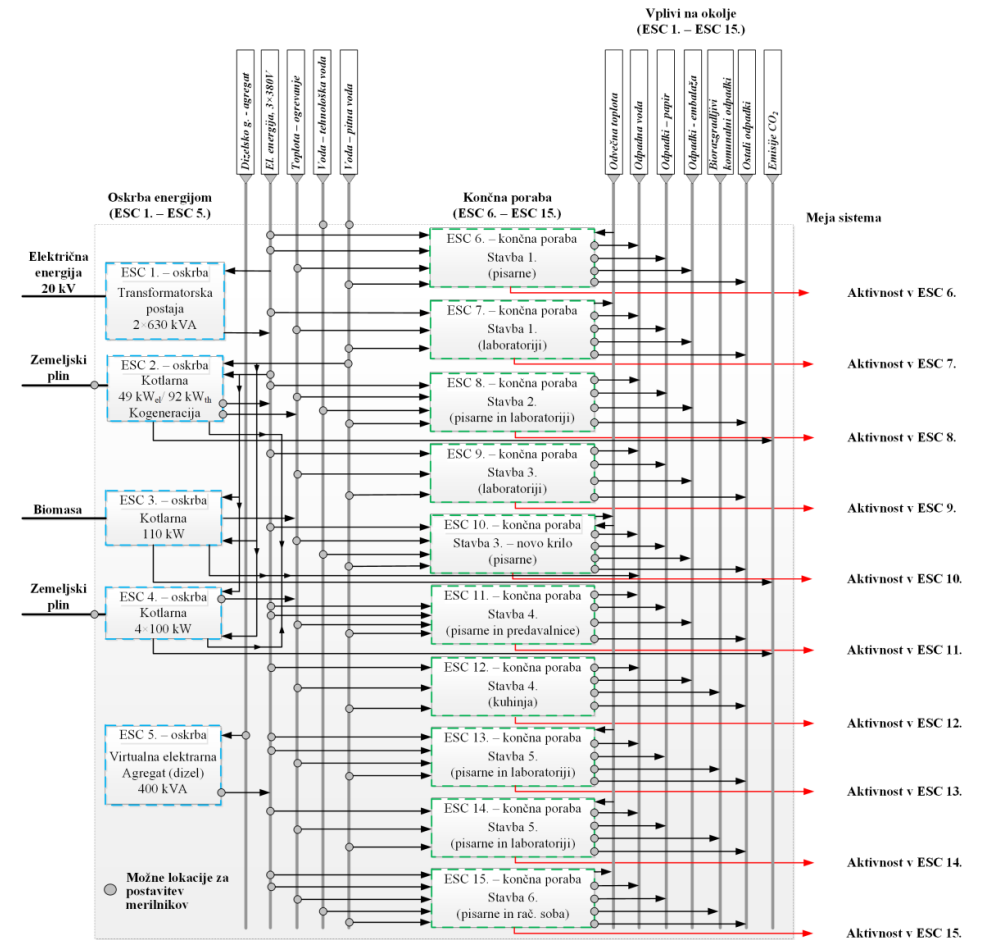 Vplivi na okolje
(ESC 1. – ESC 15.)
Dizelsko g. - agregat
El. energija, 3×380V
Toplota – ogrevanje
Voda – tehnološka voda
Voda – pitna voda
Odvečna toplota
Odpadna voda
Odpadki – papir
Odpadki - embalaža
Biorazgradljivi
komunalni odpadki
Ostali odpadki
Emisije CO₂
Oskrba energijom
(ESC 1. – ESC 5.)
Končna poraba
(ESC 6. – ESC 15.)
Meja sistema
Električna
energija
20 kV
ESC 1. – oskrba
Transformatorska
postaja
2×630 kVA
Zemeljski
plin
ESC 2. – oskrba
Kotlarna
49 kWel/ 92 kWth
Kogeneracija
Biomasa
ESC 3. – oskrba
Kotlarna
110 kW
Zemeljski
plin
ESC 4. – oskrba
Kotlarna
4×100 kW
ESC 5. – oskrba
Virtualna elektrarna
Agregat (dizel)
400 kVA
Možne lokacije za
postavitev
merilnikov
ESC 6. – končna poraba
Stavba 1.
(pisarne)
Aktivnost v ESC 6.
ESC 7. – končna poraba
Stavba 1.
(laboratoriji)
Aktivnost v ESC 7.
ESC 8. – končna poraba
Stavba 2.
(pisarne in laboratoriji)
Aktivnost v ESC 8.
ESC 9. – končna poraba
Stavba 3.
(laboratoriji)
Aktivnost v ESC 9.
ESC 10. – končna poraba
Stavba 3. – novo krilo
(pisarne)
Aktivnost v ESC 10.
ESC 11. – končna poraba
Stavba 4.
(pisarne in predavalnice)
Aktivnost v ESC 11.
ESC 12. – končna poraba
Stavba 4.
(kuhinja)
Aktivnost v ESC 12.
ESC 13. – končna poraba
Stavba 5.
(pisarne in laboratoriji)
Aktivnost v ESC 13.
ESC 14. – končna poraba
Stavba 5.
(pisarne in laboratoriji)
Aktivnost v ESC 14.
ESC 15. – končna poraba
Stavba 6.
(pisarne in rač. soba)
Aktivnost v ESC 15.